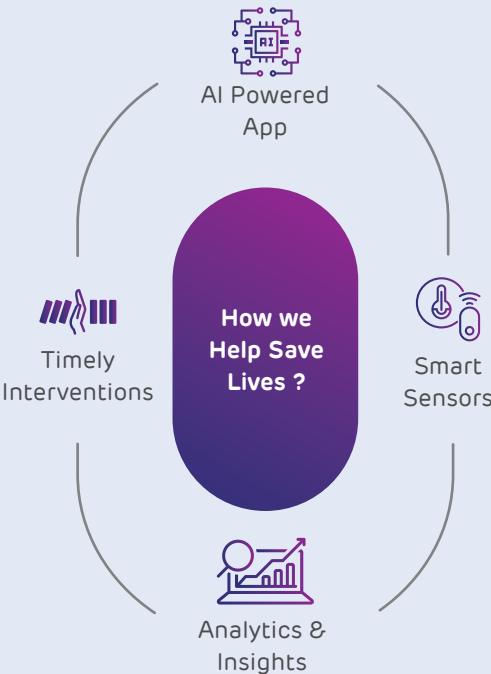 AI
AI Powered
App
How we
Help Save
Lives ?
Timely
Interventions
Smart
Sensors
Analytics &
Insights